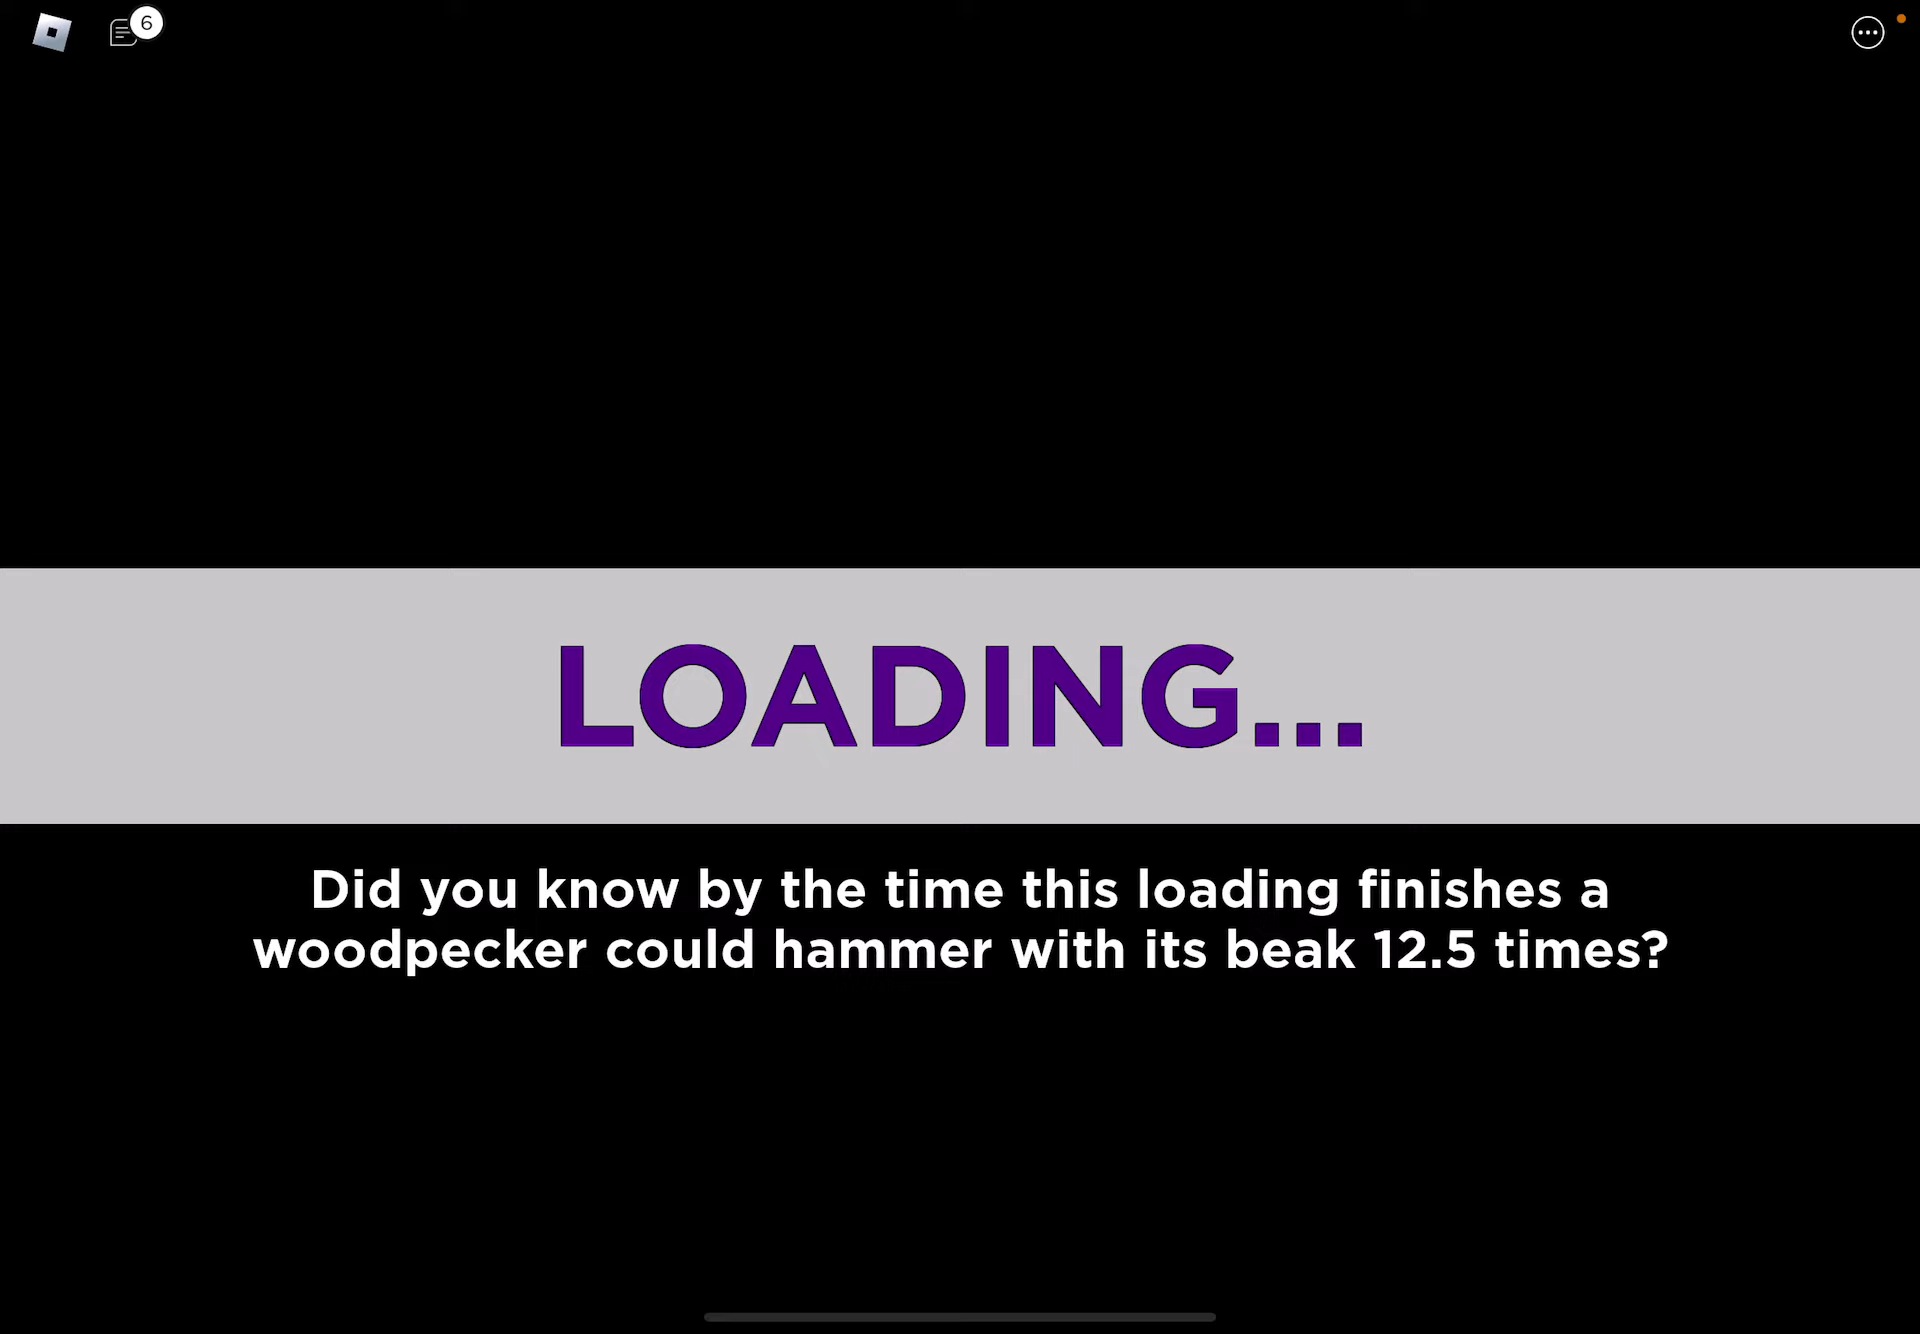 6
LOADING...
Did you know by the time this loading finishes a
woodpecker could hammer with its beak 12.5 times?